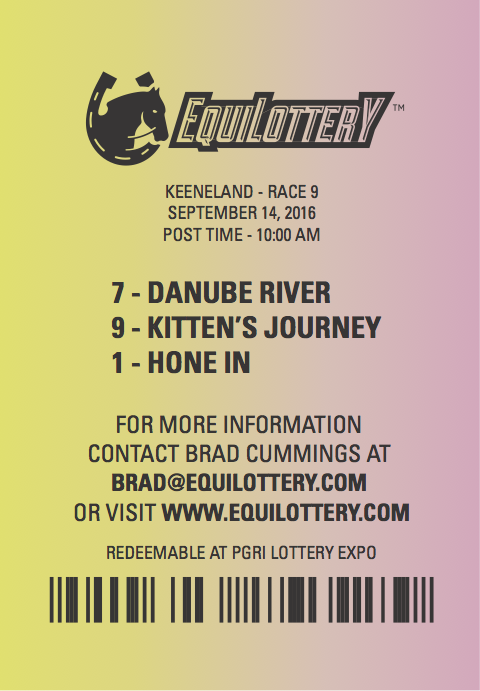 EQUILOTTERY™
KEENELAND - RACE 9
SEPTEMBER 14, 2016
POST TIME - 10:00 AM
7 - DANUBE RIVER
9 - KITTEN'S JOURNEY
1 - HONE IN
FOR MORE INFORMATION
CONTACT BRAD CUMMINGS AT
BRAD@EQUILOTTERY.COM
OR VISIT WWW.EQUILOTTERY.COM
REDEEMABLE AT PGRI LOTTERY EXPO